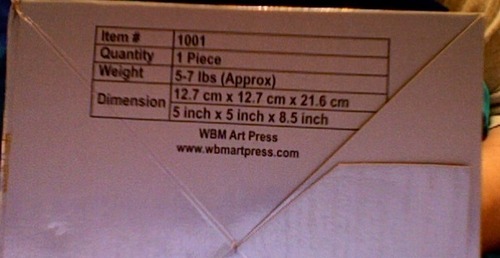 Item # 1001
Quantity 1 Piece
Weight 5-7 lbs (Approx)
Dimension 12.7 cm x 12.7 cm x 21.6 cm
5 inch x 5 inch x 8.5 inch
WBM Art Press
www.wbmartpress.com